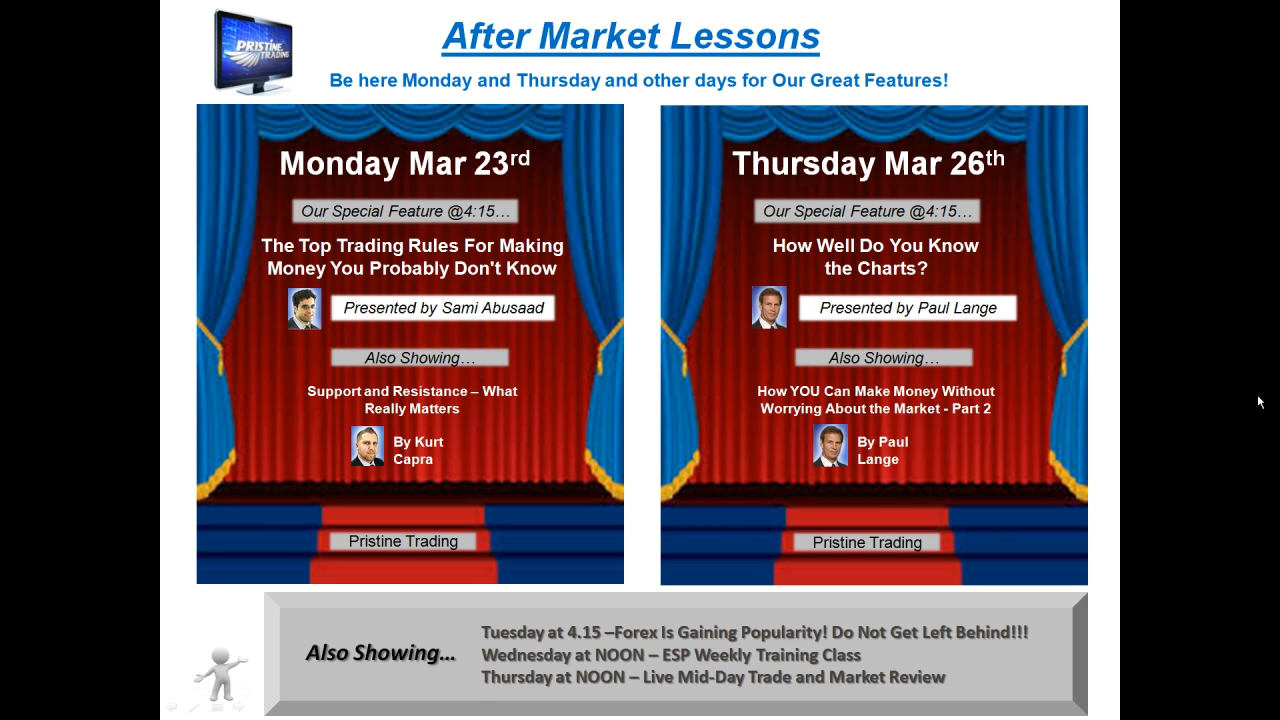 PRISTINE
TRADING
After Market Lessons
Be here Monday and Thursday and other days for Our Great Features!
Monday Mar 23rd
Our Special Feature @4:15…
The Top Trading Rules For Making
Money You Probably Don't Know
Presented by Sami Abusaad
Also Showing…
Support and Resistance – What
Really Matters
By Kurt
Capra
Pristine Trading
Thursday Mar 26th
Our Special Feature @4:15…
How Well Do You Know
the Charts?
Presented by Paul Lange
Also Showing…
How YOU Can Make Money Without
Worrying About the Market - Part 2
By Paul
Lange
Pristine Trading
Also Showing…
Tuesday at 4.15 –Forex Is Gaining Popularity! Do Not Get Left Behind!!!
Wednesday at NOON – ESP Weekly Training Class
Thursday at NOON – Live Mid-Day Trade and Market Review